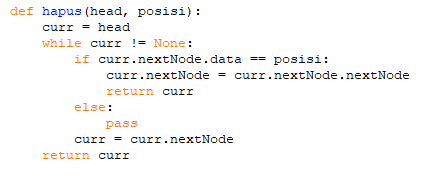 def hapus(head, posisi):
    curr = head
    while curr != None:
        if curr.nextNode.data == posisi:
            curr.nextNode = curr.nextNode.nextNode
            return curr
        else:
            pass
        curr = curr.nextNode
    return curr